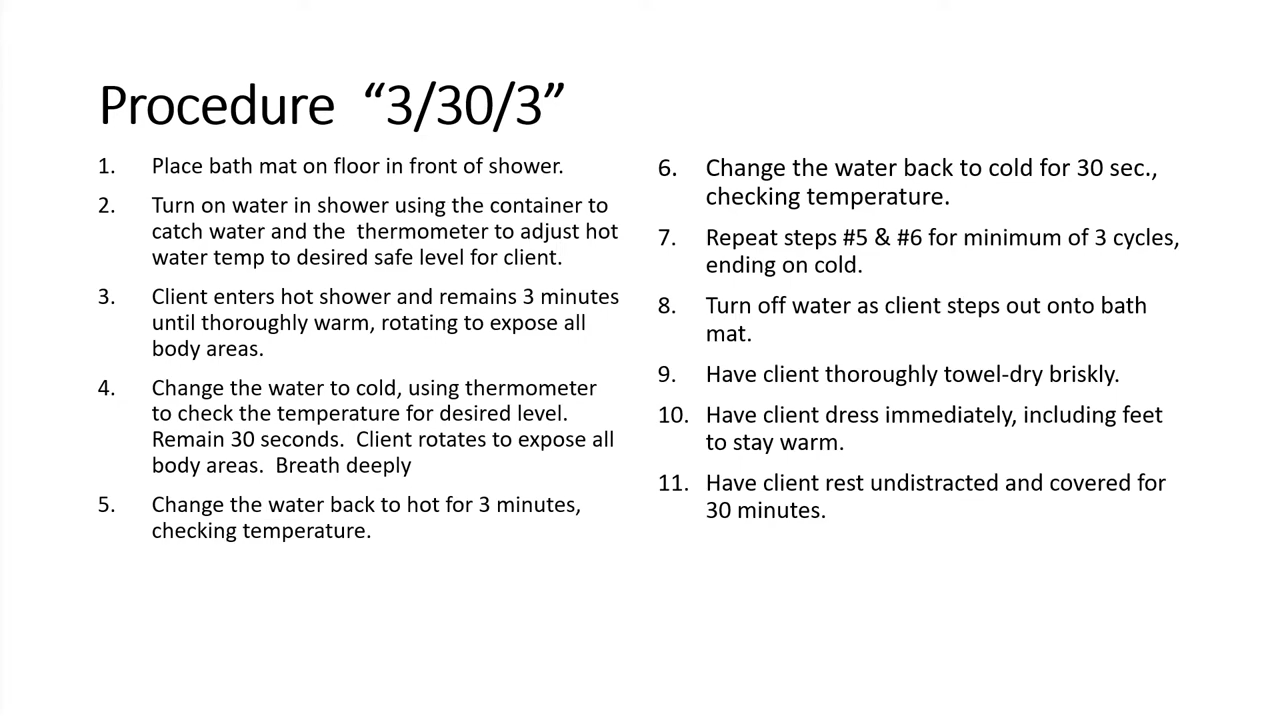 Procedure “3/30/3”
1. Place bath mat on floor in front of shower.
2. Turn on water in shower using the container to
catch water and the  thermometer to adjust hot
water temp to desired safe level for client.
3. Client enters hot shower and remains 3 minutes
until thoroughly warm, rotating to expose all
body areas.
4. Change the water to cold, using thermometer
to check the temperature for desired level.
Remain 30 seconds.  Client rotates to expose all
body areas.  Breath deeply
5. Change the water back to hot for 3 minutes,
checking temperature.
6. Change the water back to cold for 30 sec.,
checking temperature.
7. Repeat steps #5 & #6 for minimum of 3 cycles,
ending on cold.
8. Turn off water as client steps out onto bath
mat.
9. Have client thoroughly towel-dry briskly.
10. Have client dress immediately, including feet
to stay warm.
11. Have client rest undistracted and covered for
30 minutes.